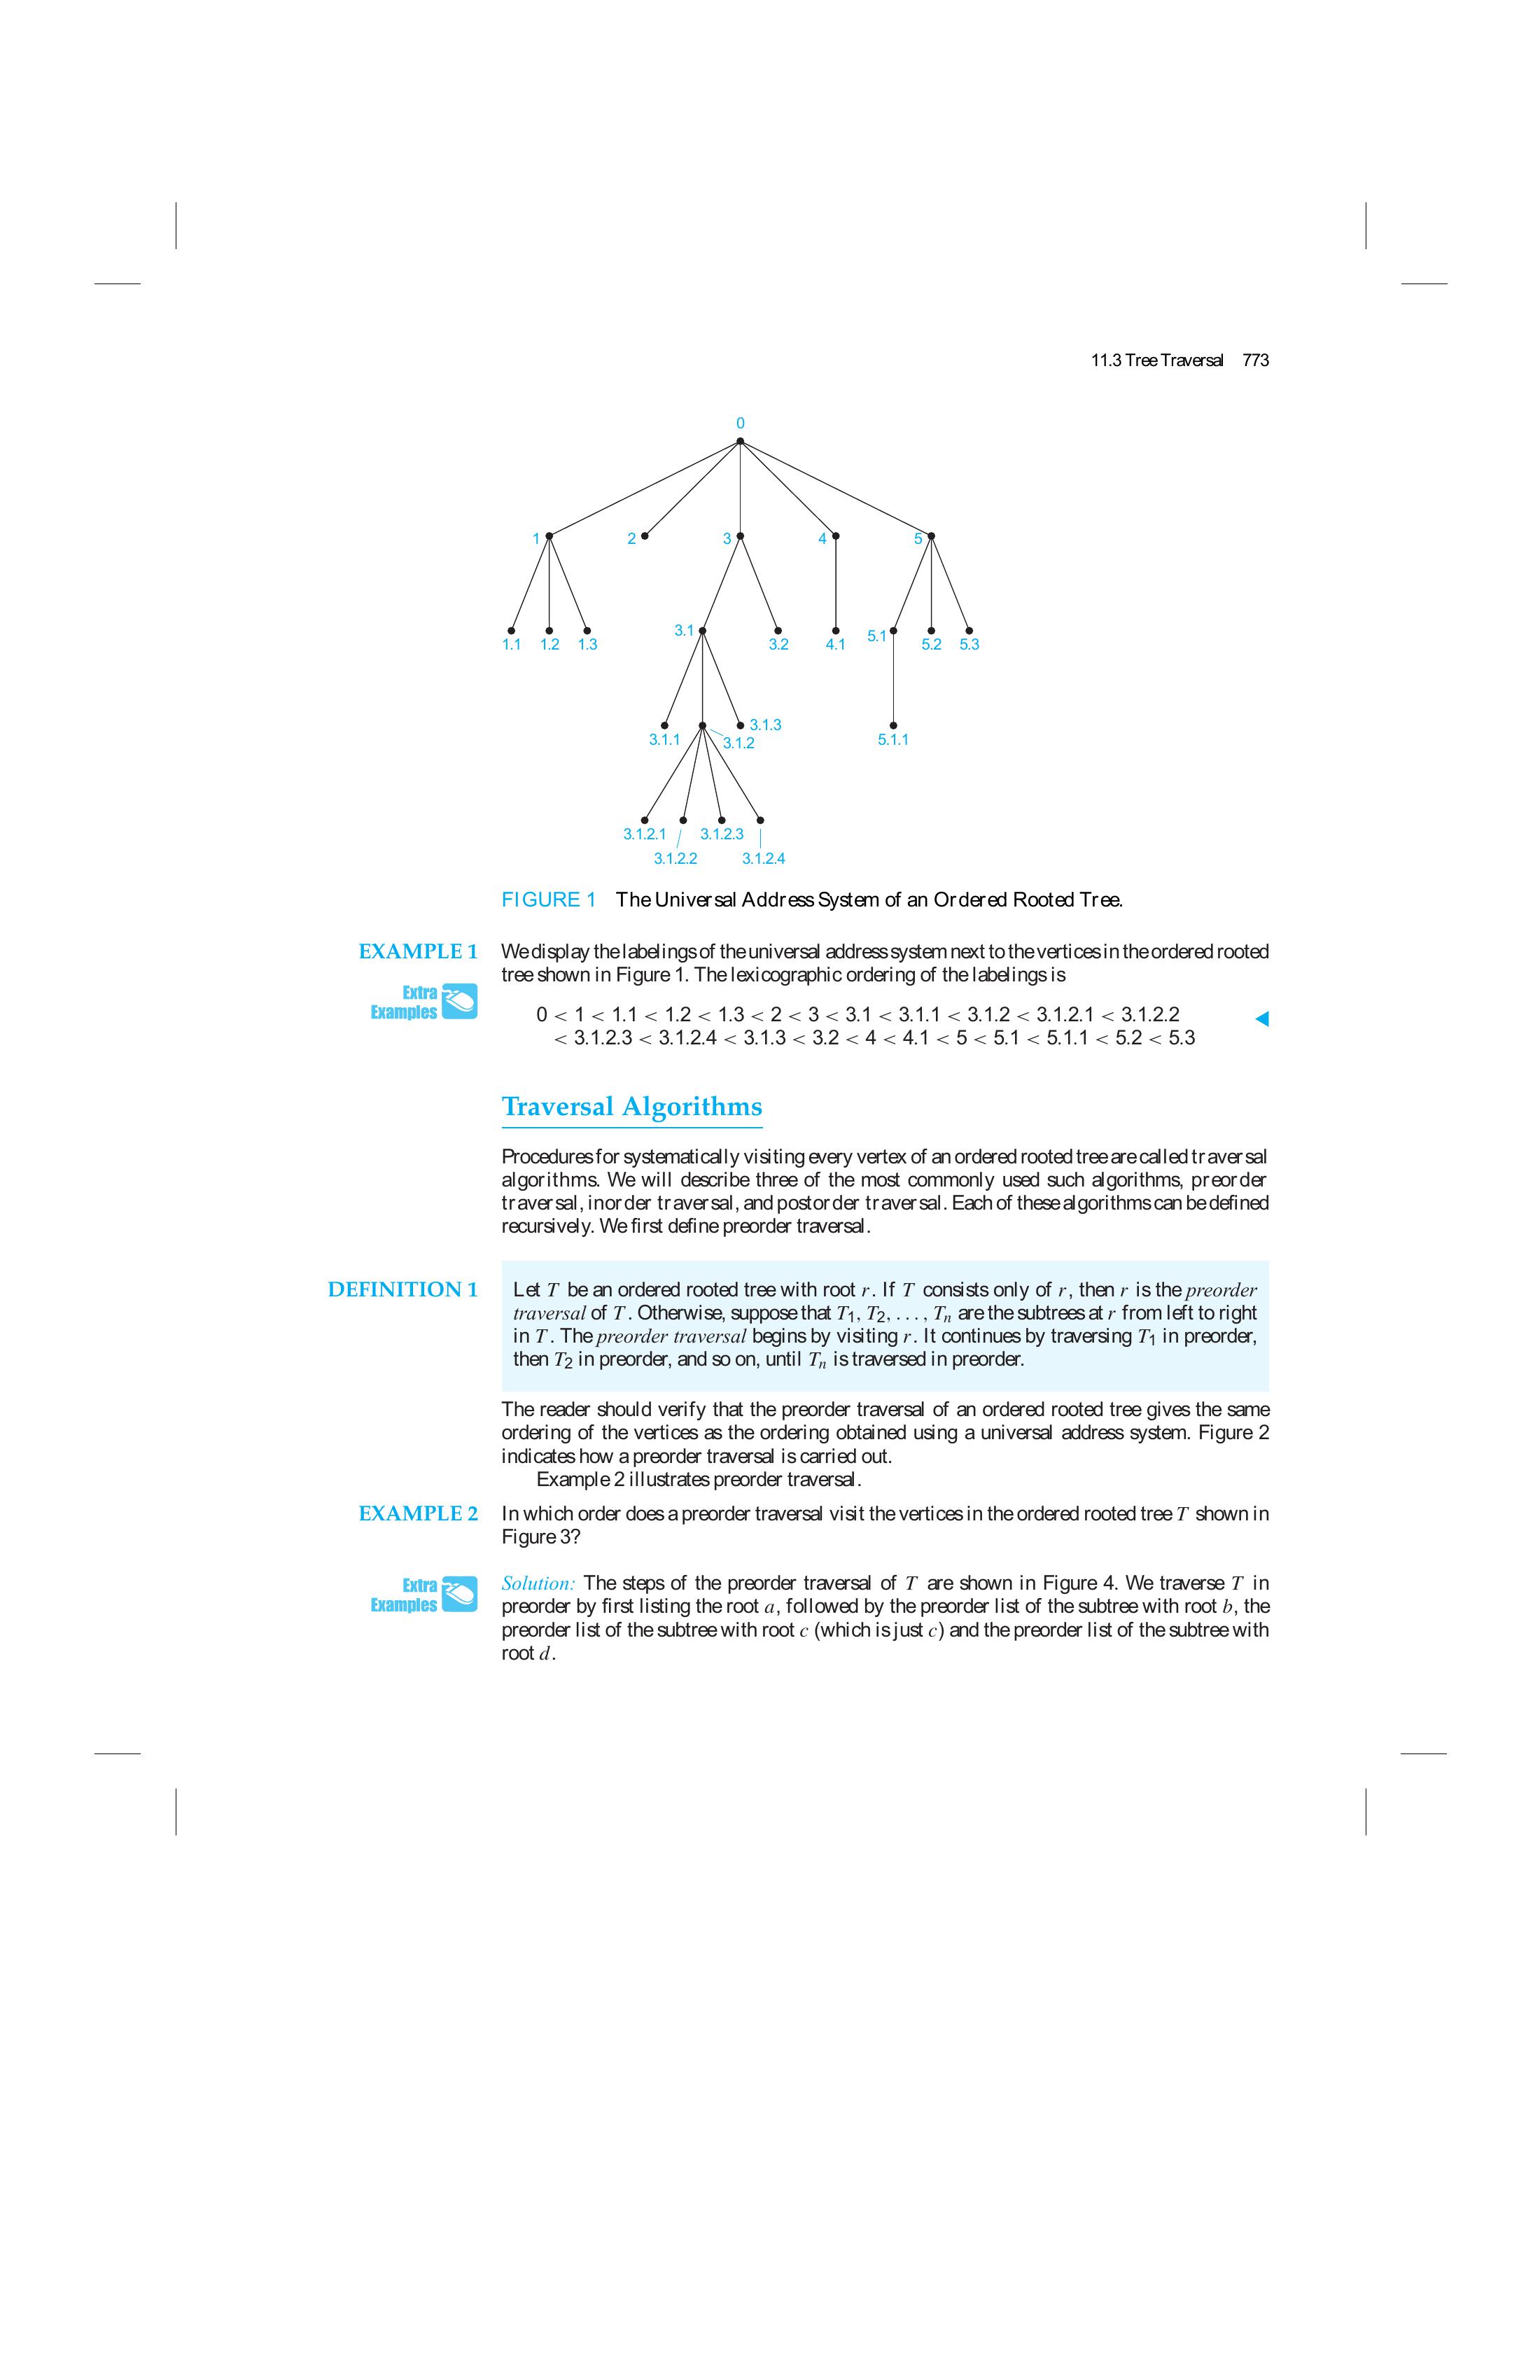 11.3 Tree Traversal 773
0
1 2 3 4 5
1.1 1.2 1.3 3.1 3.2 4.1 5.1 5.2 5.3
3.1.1 3.1.2 3.1.3 5.1.1
3.1.2.1 3.1.2.2 3.1.2.3 3.1.2.4
FIGURE 1 The Universal Address System of an Ordered Rooted Tree.
EXAMPLE 1 We display the labelings of the universal address system next to the vertices in the ordered rooted
tree shown in Figure 1. The lexicographic ordering of the labelings is
Extra
Examples
0 < 1 < 1.1 < 1.2 < 1.3 < 2 < 3 < 3.1 < 3.1.1 < 3.1.2 < 3.1.2.1 < 3.1.2.2
< 3.1.2.3 < 3.1.2.4 < 3.1.3 < 3.2 < 4 < 4.1 < 5 < 5.1 < 5.1.1 < 5.2 < 5.3
Traversal Algorithms
Procedures for systematically visiting every vertex of an ordered rooted tree are called traversal
algorithms. We will describe three of the most commonly used such algorithms, preorder
traversal, inorder traversal, and postorder traversal. Each of these algorithms can be defined
recursively. We first define preorder traversal.
DEFINITION 1 Let T be an ordered rooted tree with root r. If T consists only of r, then r is the preorder
traversal of T. Otherwise, suppose that T1, T2, . . . , Tn are the subtrees at r from left to right
in T. The preorder traversal begins by visiting r. It continues by traversing T1 in preorder,
then T2 in preorder, and so on, until Tn is traversed in preorder.
The reader should verify that the preorder traversal of an ordered rooted tree gives the same
ordering of the vertices as the ordering obtained using a universal address system. Figure 2
indicates how a preorder traversal is carried out.
Example 2 illustrates preorder traversal.
EXAMPLE 2 In which order does a preorder traversal visit the vertices in the ordered rooted tree T shown in
Figure 3?
Extra
Examples
Solution: The steps of the preorder traversal of T are shown in Figure 4. We traverse T in
preorder by first listing the root a, followed by the preorder list of the subtree with root b, the
preorder list of the subtree with root c (which is just c) and the preorder list of the subtree with
root d.